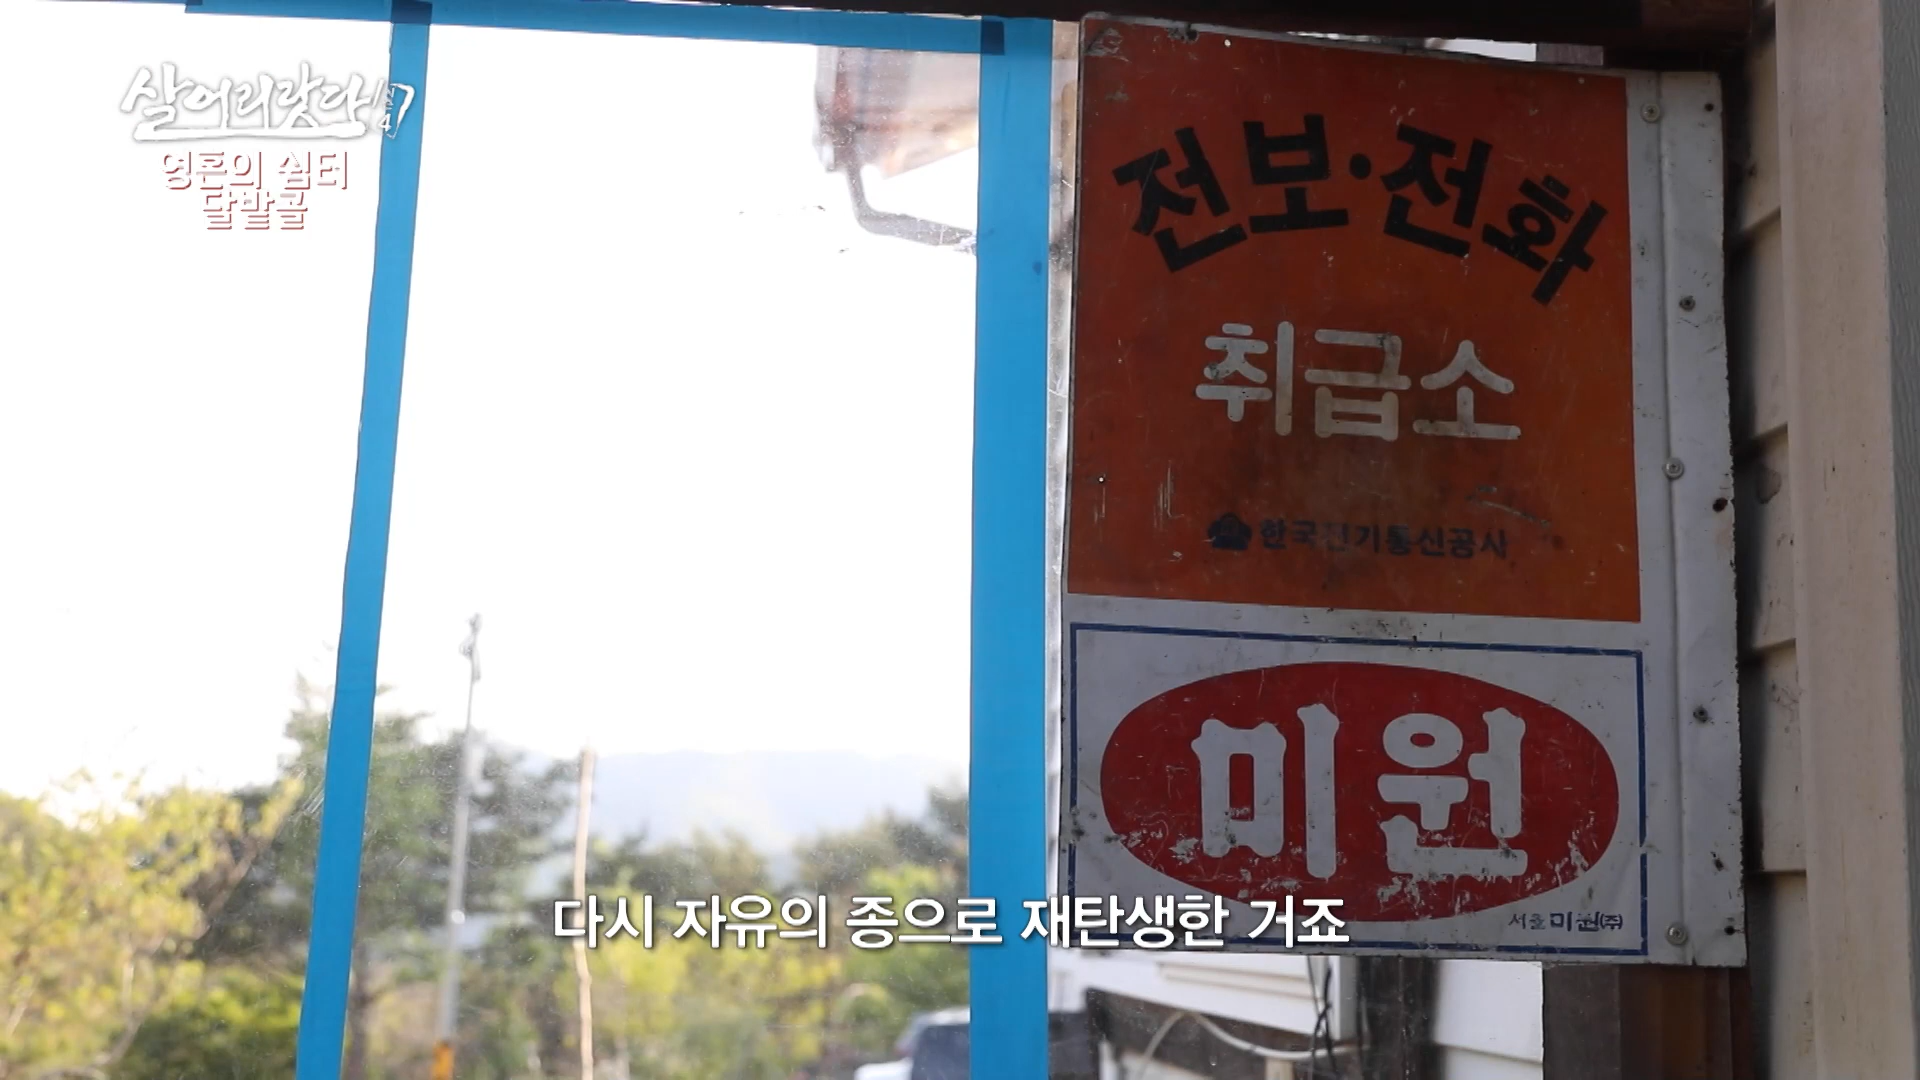 살어리랏다
시즌4
영혼의 쉼터
달밭골
전보·전화
취급소
한국전기통신공사
미원
서울 미원(주)
다시 자유의 종으로 재탄생한 거죠